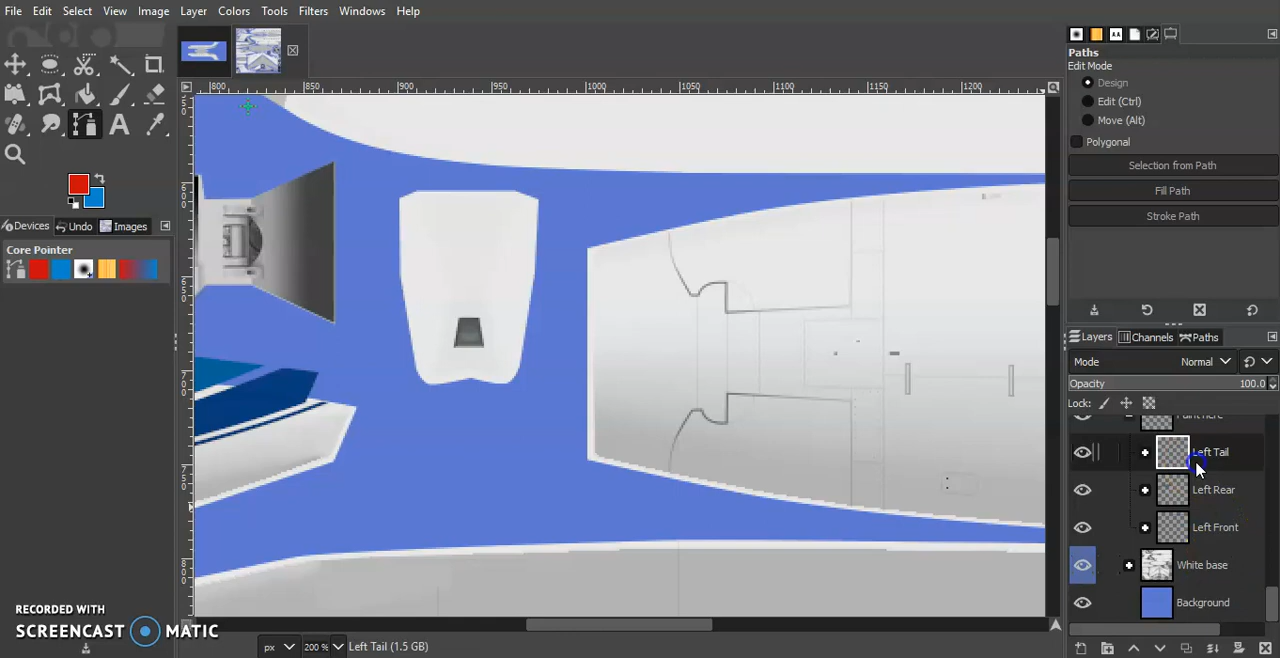 File Edit Select View Image Layer Colors Tools Filters Windows Help
800 850 900 950 1000 1050 1100 1150 1200
Paths
Edit Mode
Design
Edit (Ctrl)
Move (Alt)
Polygonal
Selection from Path
Fill Path
Stroke Path
Devices Undo Images
Core Pointer
Layers Channels Paths
Mode Normal
Opacity 100.0
Lock:
Paint here
Left Tail
Left Rear
Left Front
White base
Background
RECORDED WITH
SCREENCAST MATIC
px 200 % Left Tail (1.5 GB)